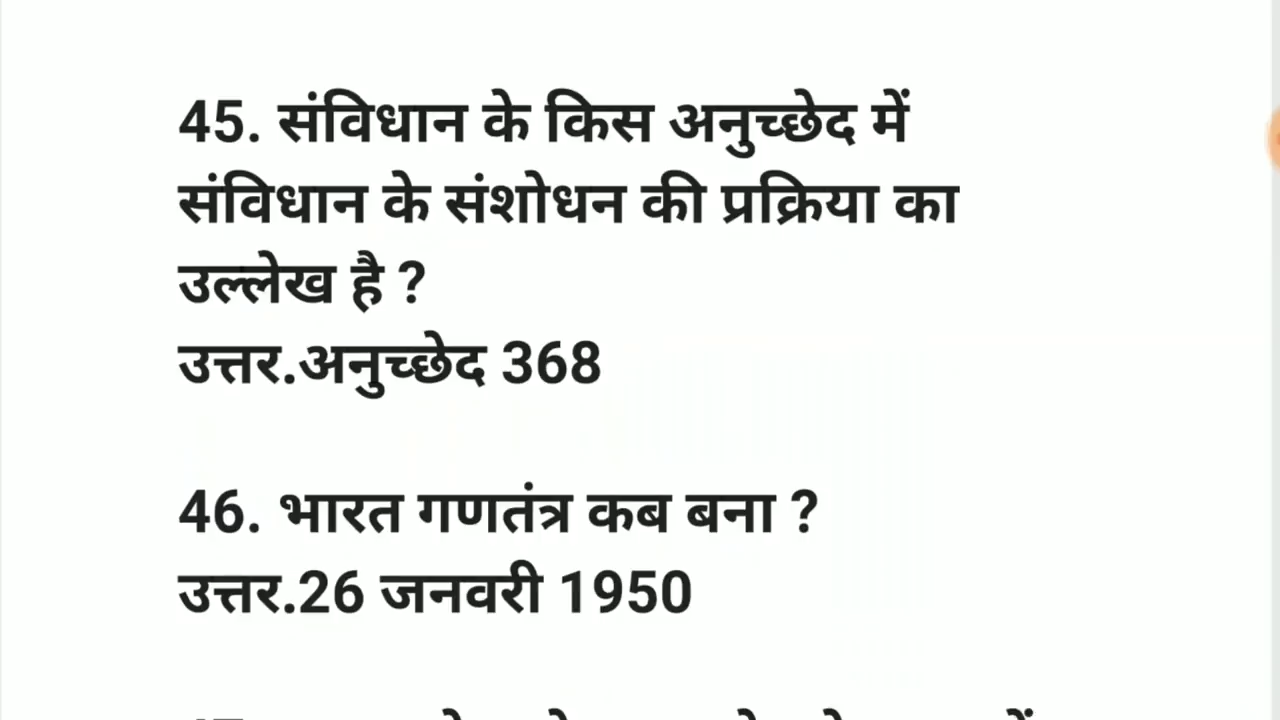 45. संविधान के किस अनुच्छेद में
संविधान के संशोधन की प्रक्रिया का
उल्लेख है ?
उत्तर.अनुच्छेद 368
46. भारत गणतंत्र कब बना ?
उत्तर.26 जनवरी 1950